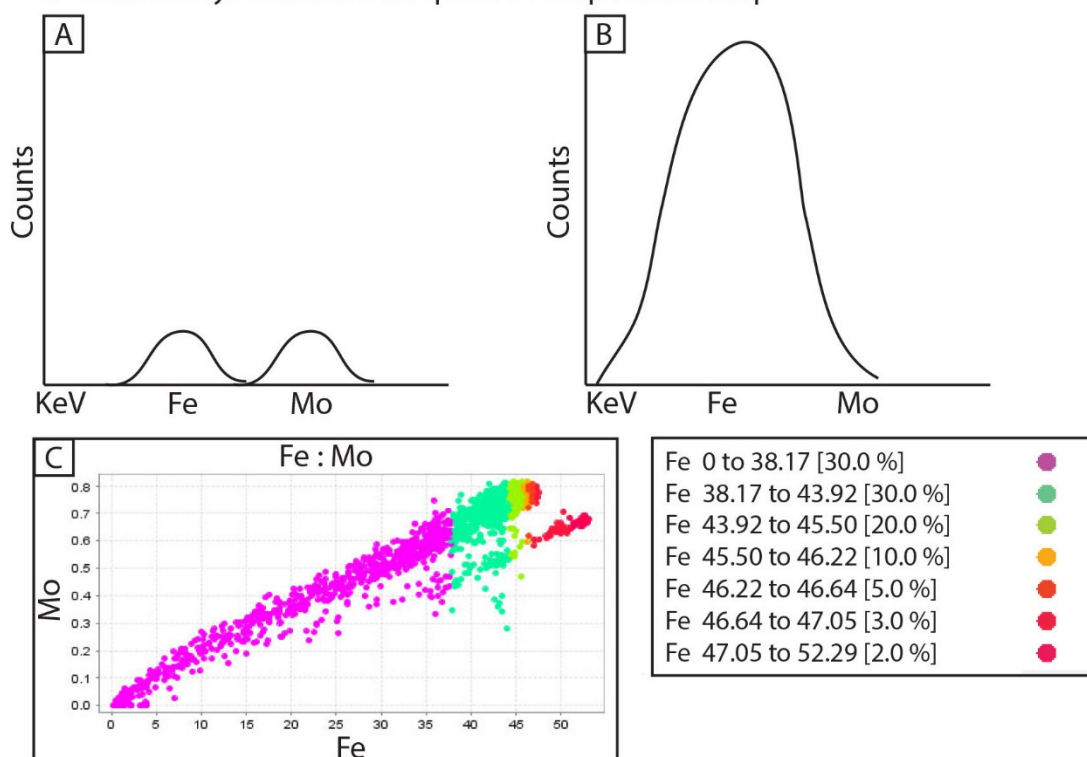 A
Counts
KeV
Fe
Mo
B
Counts
KeV
Fe
Mo
C
Fe : Mo
Mo
0.8
0.7
0.6
0.5
0.4
0.3
0.2
0.1
0.0
0 5 10 15 20 25 30 35 40 45 50
Fe
Fe 0 to 38.17 [30.0 %]
Fe 38.17 to 43.92 [30.0 %]
Fe 43.92 to 45.50 [20.0 %]
Fe 45.50 to 46.22 [10.0 %]
Fe 46.22 to 46.64 [5.0 %]
Fe 46.64 to 47.05 [3.0 %]
Fe 47.05 to 52.29 [2.0 %]